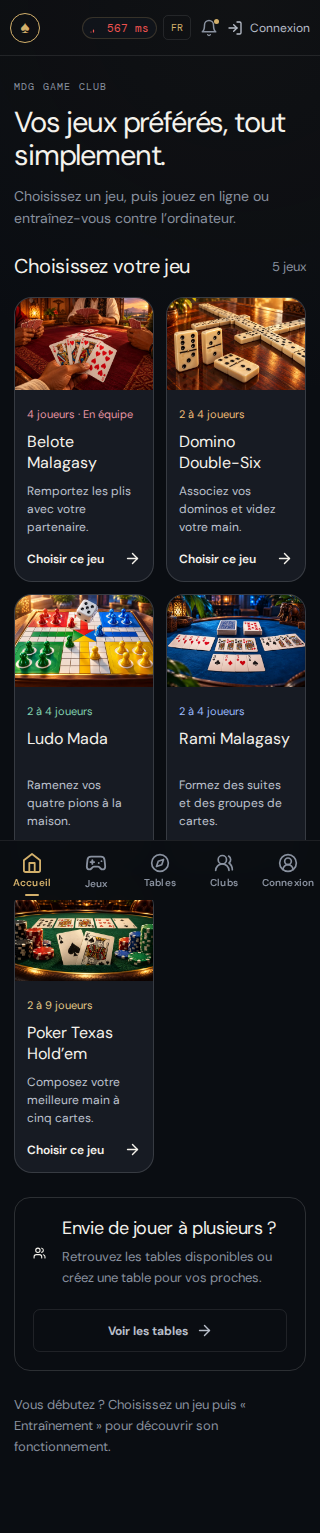 567 ms
FR
Connexion
MDG GAME CLUB
Vos jeux préférés, tout
simplement.
Choisissez un jeu, puis jouez en ligne ou
entraînez-vous contre l'ordinateur.
Choisissez votre jeu
5 jeux
4 joueurs · En équipe
Belote
Malagasy
Remportez les plis
avec votre
partenaire.
Choisir ce jeu
2 à 4 joueurs
Domino
Double-Six
Associez vos
dominos et videz
votre main.
Choisir ce jeu
2 à 4 joueurs
Ludo Mada
Ramenez vos
quatre pions à la
maison.
2 à 4 joueurs
Rami Malagasy
Formez des suites
et des groupes de
cartes.
Accueil
Jeux
Tables
Clubs
Connexion
2 à 9 joueurs
Poker Texas
Hold'em
Composez votre
meilleure main à
cinq cartes.
Choisir ce jeu
Envie de jouer à plusieurs ?
Retrouvez les tables disponibles ou
créez une table pour vos proches.
Voir les tables
Vous débutez ? Choisissez un jeu puis «
Entraînement » pour découvrir son
fonctionnement.